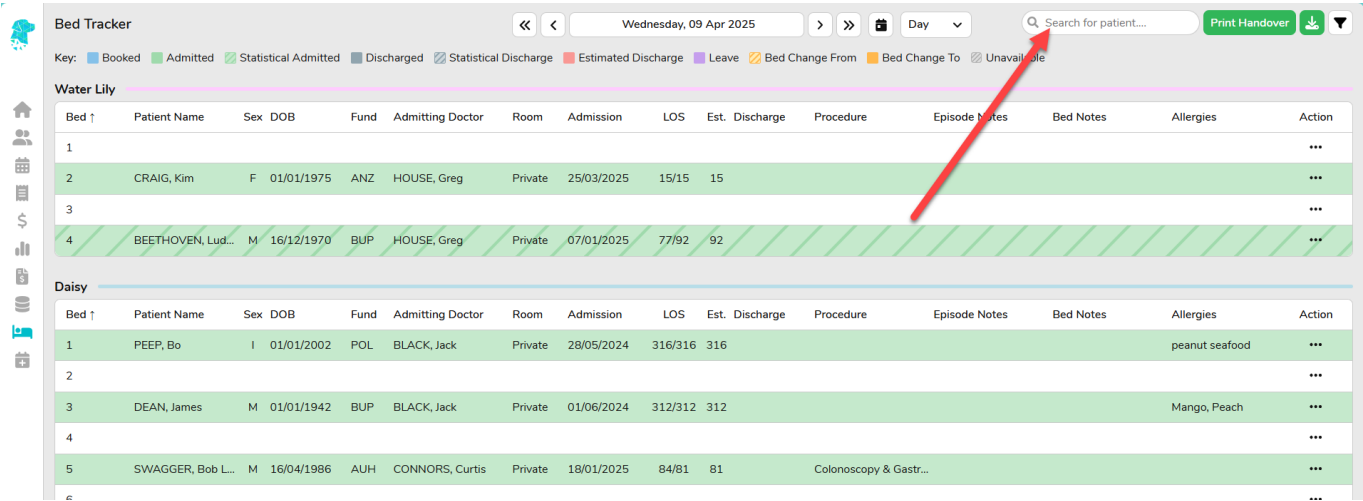 Bed Tracker Wednesday, 09 Apr 2025 Day Search for patient.... Print Handover
Key: Booked Admitted Statistical Admitted Discharged Statistical Discharge Estimated Discharge Leave Bed Change From Bed Change To Unavailable
Water Lily
Bed ↑ Patient Name Sex DOB Fund Admitting Doctor Room Admission LOS Est. Discharge Procedure Episode Notes Bed Notes Allergies Action
1 •••
2 CRAIG, Kim F 01/01/1975 ANZ HOUSE, Greg Private 25/03/2025 15/15 15 •••
3 •••
4 BEETHOVEN, Lud... M 16/12/1970 BUP HOUSE, Greg Private 07/01/2025 77/92 92 •••
Daisy
Bed ↑ Patient Name Sex DOB Fund Admitting Doctor Room Admission LOS Est. Discharge Procedure Episode Notes Bed Notes Allergies Action
1 PEEP, Bo I 01/01/2002 POL BLACK, Jack Private 28/05/2024 316/316 316 peanut seafood •••
2 •••
3 DEAN, James M 01/01/1942 BUP BLACK, Jack Private 01/06/2024 312/312 312 Mango, Peach •••
4 •••
5 SWAGGER, Bob L... M 16/04/1986 AUH CONNORS, Curtis Private 18/01/2025 84/81 81 Colonoscopy & Gastr... •••
6 •••